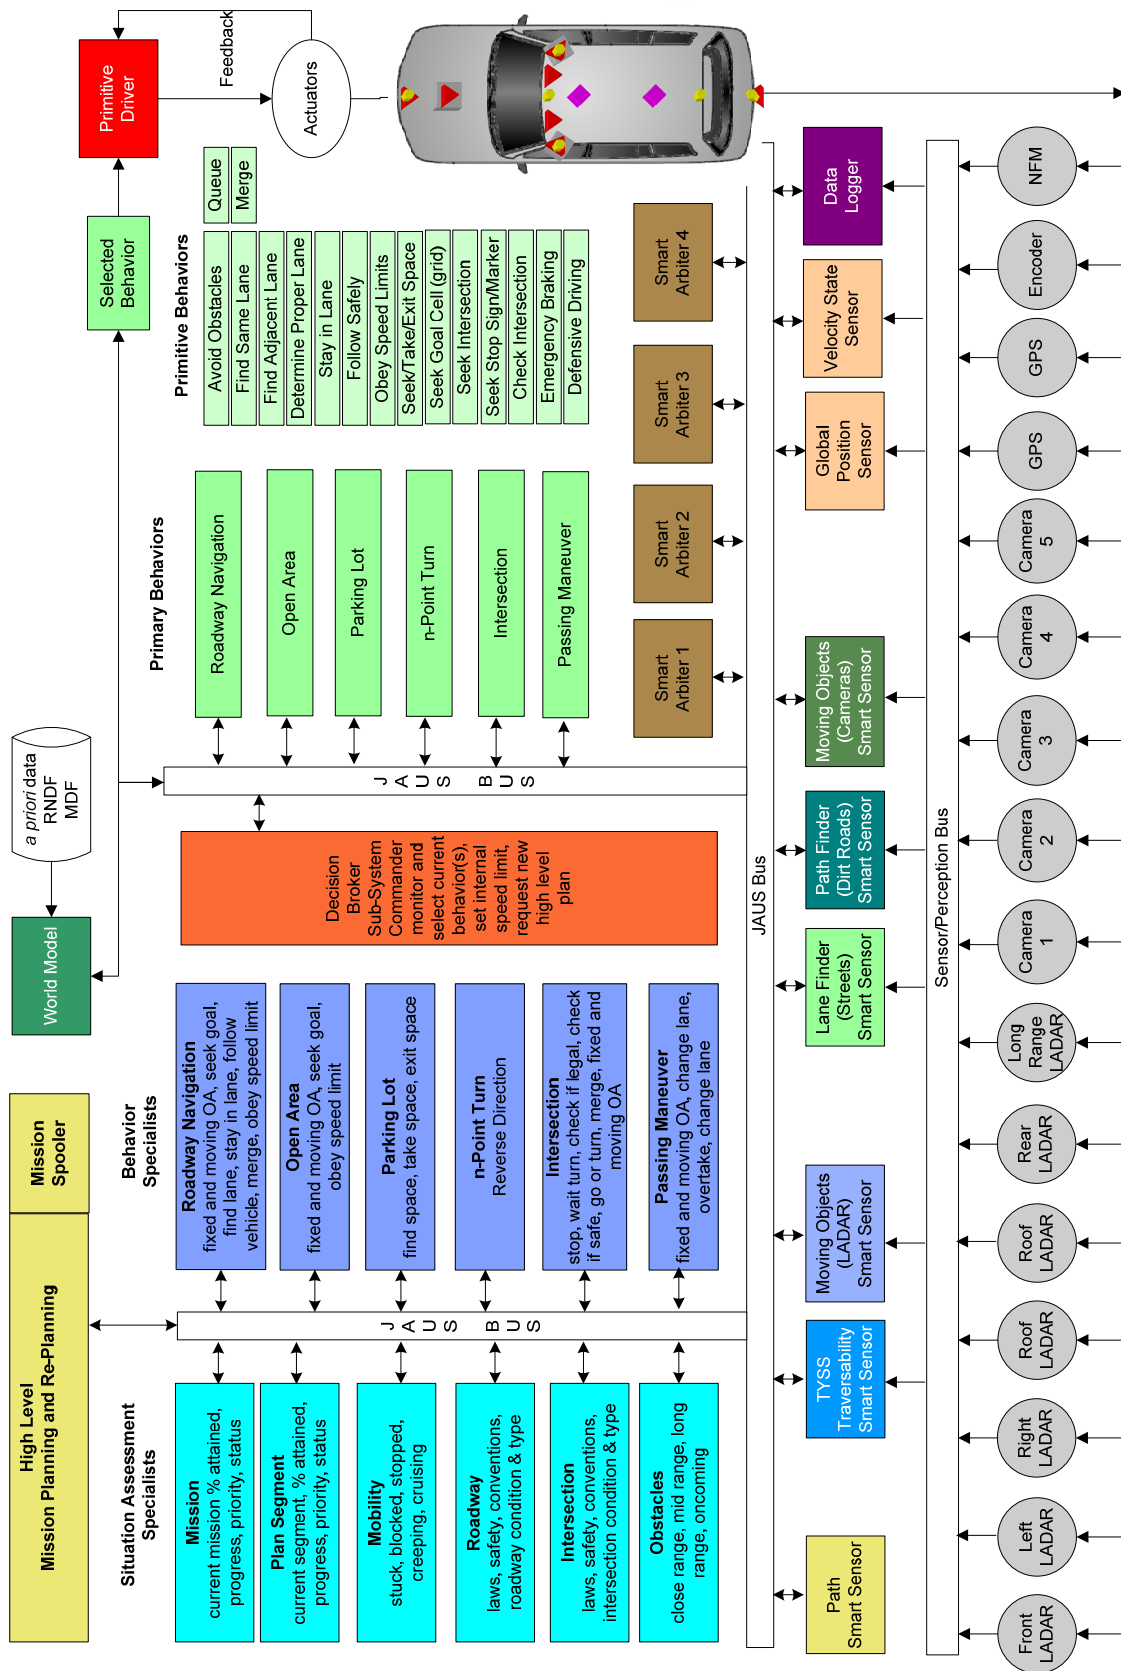 High Level
Mission Planning and Re-Planning
Mission
Spooler
World Model
a priori data
RNDF
MDF
Selected
Behavior
Primitive
Driver
Feedback
Actuators
Situation Assessment
Specialists
Mission
current mission % attained,
progress, priority, status
Plan Segment
current segment, % attained,
progress, priority, status
Mobility
stuck, blocked, stopped,
creeping, cruising
Roadway
laws, safety, conventions,
roadway condition & type
Intersection
laws, safety, conventions,
intersection condition & type
Obstacles
close range, mid range, long
range, oncoming
JAUS BUS
Behavior
Specialists
Roadway Navigation
fixed and moving OA, seek goal,
find lane, stay in lane, follow
vehicle, merge, obey speed limit
Open Area
fixed and moving OA, seek goal,
obey speed limit
Parking Lot
find space, take space, exit space
n-Point Turn
Reverse Direction
Intersection
stop, wait turn, check if legal, check
if safe, go or turn, merge, fixed and
moving OA
Passing Maneuver
fixed and moving OA, change lane,
overtake, change lane
Decision
Broker
Sub-System
Commander
monitor and
select current
behavior(s),
set internal
speed limit,
request new
high level
plan
JAUS BUS
Primary Behaviors
Roadway Navigation
Open Area
Parking Lot
n-Point Turn
Intersection
Passing Maneuver
Primitive Behaviors
Avoid Obstacles
Find Same Lane
Find Adjacent Lane
Determine Proper Lane
Stay in Lane
Follow Safely
Obey Speed Limits
Seek/Take/Exit Space
Seek Goal Cell (grid)
Seek Intersection
Seek Stop Sign/Marker
Check Intersection
Emergency Braking
Defensive Driving
Queue
Merge
Smart
Arbiter 1
Smart
Arbiter 2
Smart
Arbiter 3
Smart
Arbiter 4
JAUS Bus
Path
Smart Sensor
TYSS
Traversability
Smart Sensor
Moving Objects
(LADAR)
Smart Sensor
Lane Finder
(Streets)
Smart Sensor
Path Finder
(Dirt Roads)
Smart Sensor
Moving Objects
(Cameras)
Smart Sensor
Global
Position
Sensor
Velocity State
Sensor
Data
Logger
Sensor/Perception Bus
Front
LADAR
Left
LADAR
Right
LADAR
Roof
LADAR
Roof
LADAR
Rear
LADAR
Long
Range
LADAR
Camera
1
Camera
2
Camera
3
Camera
4
Camera
5
GPS
GPS
Encoder
NFM